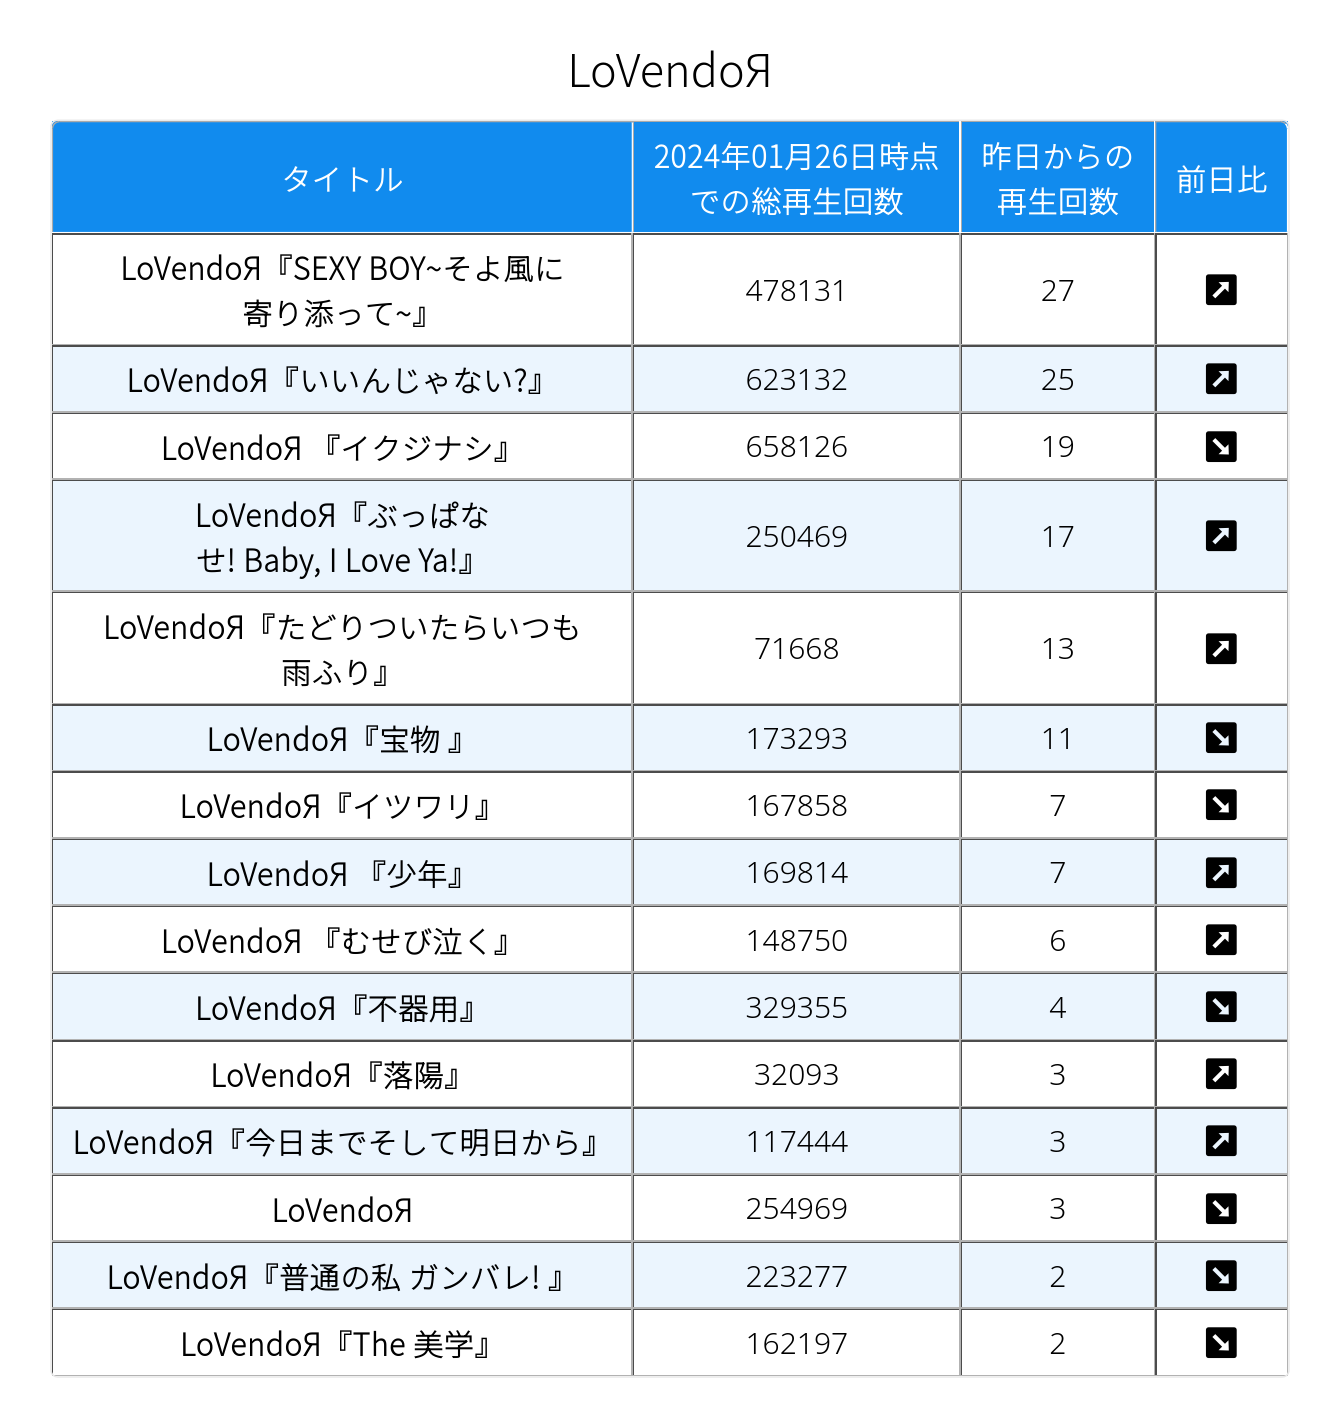 LoVendoЯ
タイトル
2024年01月26日時点
での総再生回数
昨日からの
再生回数
前日比
LoVendoЯ『SEXY BOY~そよ風に
寄り添って~』
478131
27
LoVendoЯ『いいんじゃない?』
623132
25
LoVendoЯ 『イクジナシ』
658126
19
LoVendoЯ『ぶっぱな
せ! Baby, I Love Ya!』
250469
17
LoVendoЯ『たどりついたらいつも
雨ふり』
71668
13
LoVendoЯ『宝物 』
173293
11
LoVendoЯ『イツワリ』
167858
7
LoVendoЯ 『少年』
169814
7
LoVendoЯ 『むせび泣く』
148750
6
LoVendoЯ『不器用』
329355
4
LoVendoЯ『落陽』
32093
3
LoVendoЯ『今日までそして明日から』
117444
3
LoVendoЯ
254969
3
LoVendoЯ『普通の私 ガンバレ! 』
223277
2
LoVendoЯ『The 美学』
162197
2